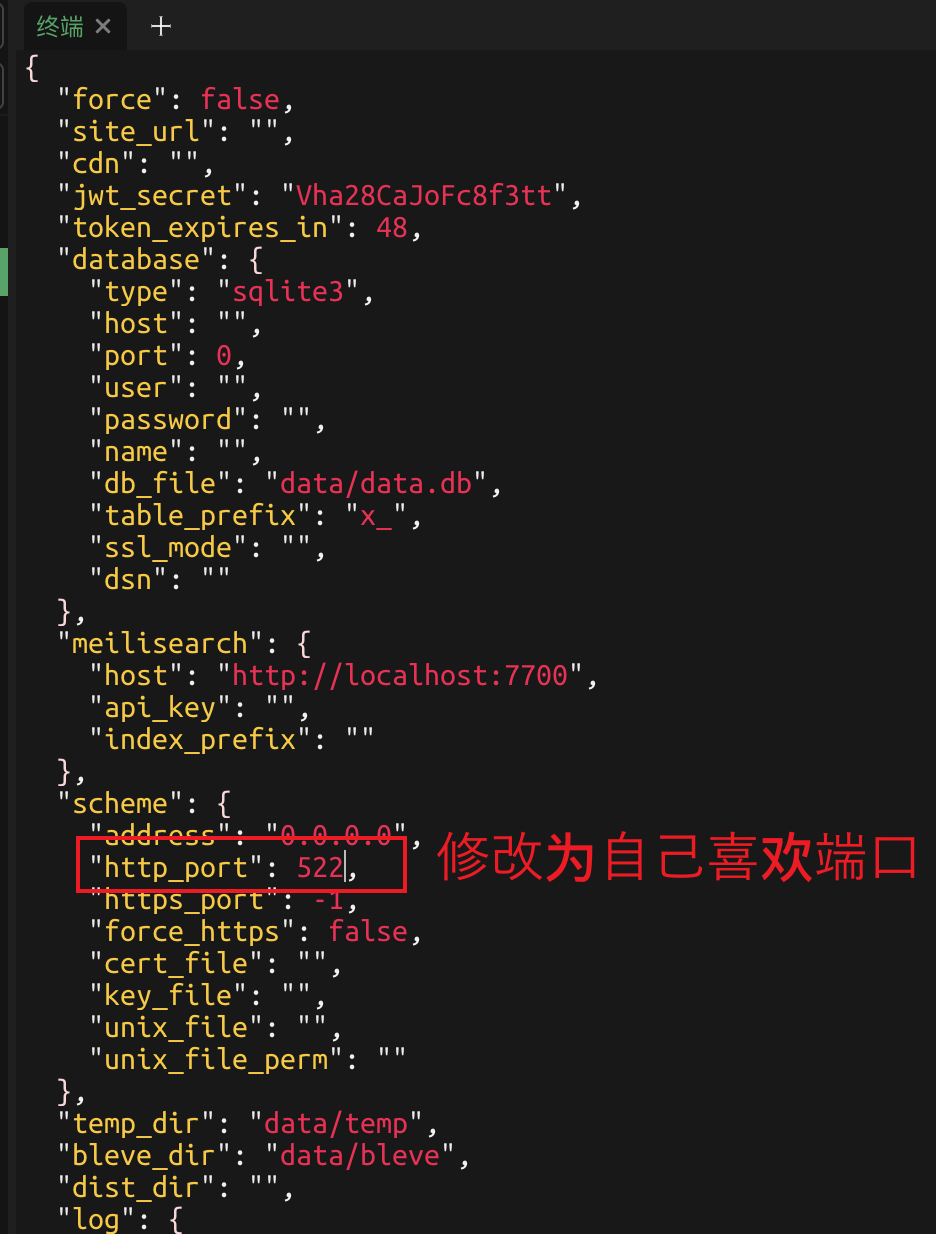 终端 × +
{
"force": false,
"site_url": "",
"cdn": "",
"jwt_secret": "Vha28CaJoFc8f3tt",
"token_expires_in": 48,
"database": {
"type": "sqlite3",
"host": "",
"port": 0,
"user": "",
"password": "",
"name": "",
"db_file": "data/data.db",
"table_prefix": "x_",
"ssl_mode": "",
"dsn": ""
},
"meilisearch": {
"host": "http://localhost:7700",
"api_key": "",
"index_prefix": ""
},
"scheme": {
"address": "0.0.0.0",
"http_port": 522, 修改为自己喜欢端口
"https_port": -1,
"force_https": false,
"cert_file": "",
"key_file": "",
"unix_file": "",
"unix_file_perm": ""
},
"temp_dir": "data/temp",
"bleve_dir": "data/bleve",
"dist_dir": "",
"log": {